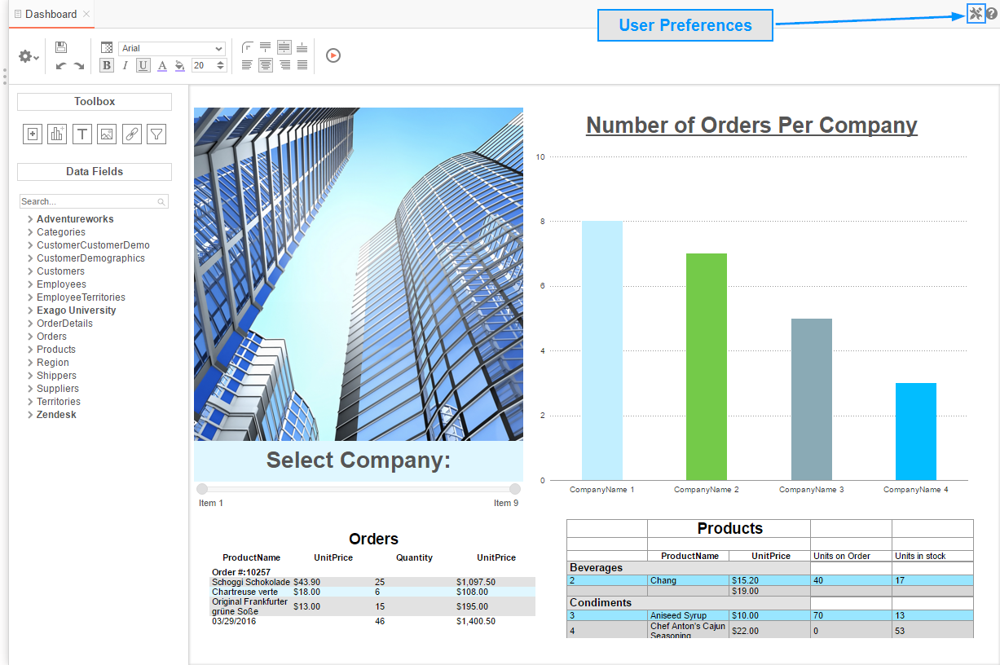 Dashboard
User Preferences
Arial
B I U A 20
Toolbox
T
Data Fields
Search...
Adventureworks
Categories
CustomerCustomerDemo
CustomerDemographics
Customers
Employees
EmployeeTerritories
Exago University
OrderDetails
Orders
Products
Region
Shippers
Suppliers
Territories
Zendesk
Select Company:
Item 1 Item 9
Orders
ProductName UnitPrice Quantity UnitPrice
Order #:10257
Schoggi Schokolade $43.90 25 $1,097.50
Chartreuse verte $18.00 6 $108.00
Original Frankfurter
grüne Soße $13.00 15 $195.00
03/29/2016 46 $1,400.50
Number of Orders Per Company
10
8
6
4
2
0
CompanyName 1 CompanyName 2 CompanyName 3 CompanyName 4
Products
ProductName UnitPrice Units on Order Units in stock
Beverages
2 Chang $15.20 40 17
$19.00
Condiments
3 Aniseed Syrup $10.00 70 13
4 Chef Anton's Cajun
Seasoning $22.00 0 53